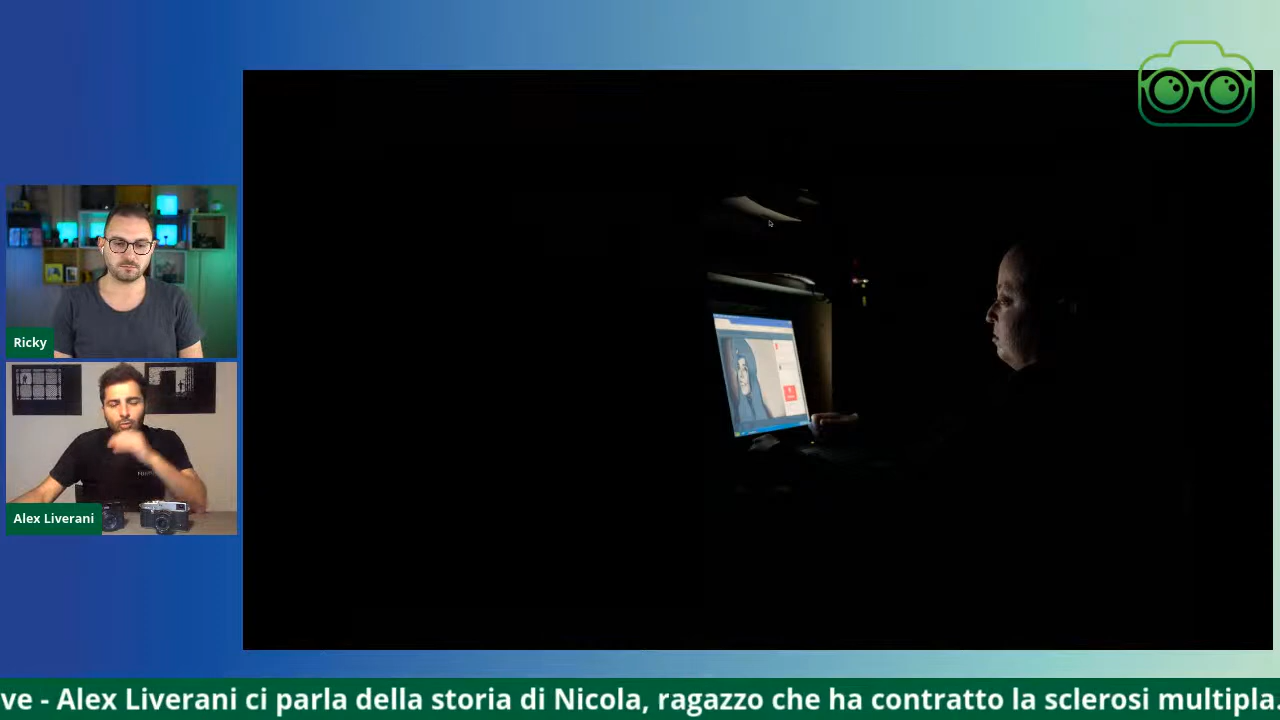 Ricky
Alex Liverani
ve - Alex Liverani ci parla della storia di Nicola, ragazzo che ha contratto la sclerosi multipla.